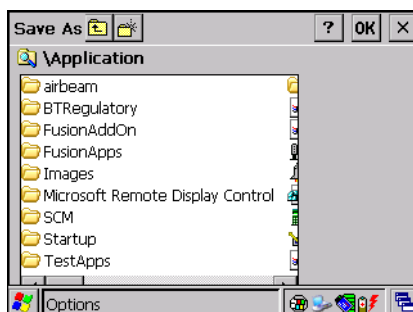 Save As ? OK ×
\Application
airbeam
BTRegulatory
FusionAddOn
FusionApps
Images
Microsoft Remote Display Control
SCM
Startup
TestApps
Options